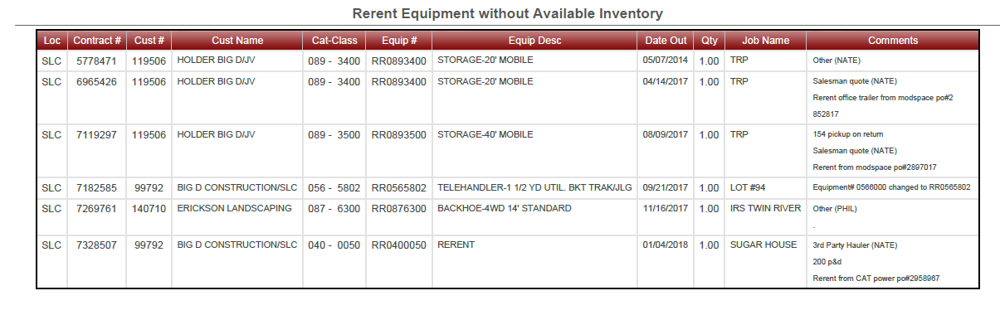 Rerent Equipment without Available Inventory
Loc Contract # Cust # Cust Name Cat-Class Equip # Equip Desc Date Out Qty Job Name Comments
SLC 5778471 119506 HOLDER BIG D/JV 089 - 3400 RR0893400 STORAGE-20' MOBILE 05/07/2014 1.00 TRP Other (NATE)
SLC 6965426 119506 HOLDER BIG D/JV 089 - 3400 RR0893400 STORAGE-20' MOBILE 04/14/2017 1.00 TRP Salesman quote (NATE)
Rerent office trailer from modspace po#2
852817
SLC 7119297 119506 HOLDER BIG D/JV 089 - 3500 RR0893500 STORAGE-40' MOBILE 08/09/2017 1.00 TRP 154 pickup on return
Salesman quote (NATE)
Rerent from modspace po#2897017
SLC 7182585 99792 BIG D CONSTRUCTION/SLC 056 - 5802 RR0565802 TELEHANDLER-1 1/2 YD UTIL. BKT TRAK/JLG 09/21/2017 1.00 LOT #94 Equipment# 0566000 changed to RR0565802
SLC 7269761 140710 ERICKSON LANDSCAPING 087 - 6300 RR0876300 BACKHOE-4WD 14' STANDARD 11/16/2017 1.00 IRS TWIN RIVER Other (PHIL)
.
SLC 7328507 99792 BIG D CONSTRUCTION/SLC 040 - 0050 RR0400050 RERENT 01/04/2018 1.00 SUGAR HOUSE 3rd Party Hauler (NATE)
200 p&d
Rerent from CAT power po#2958967